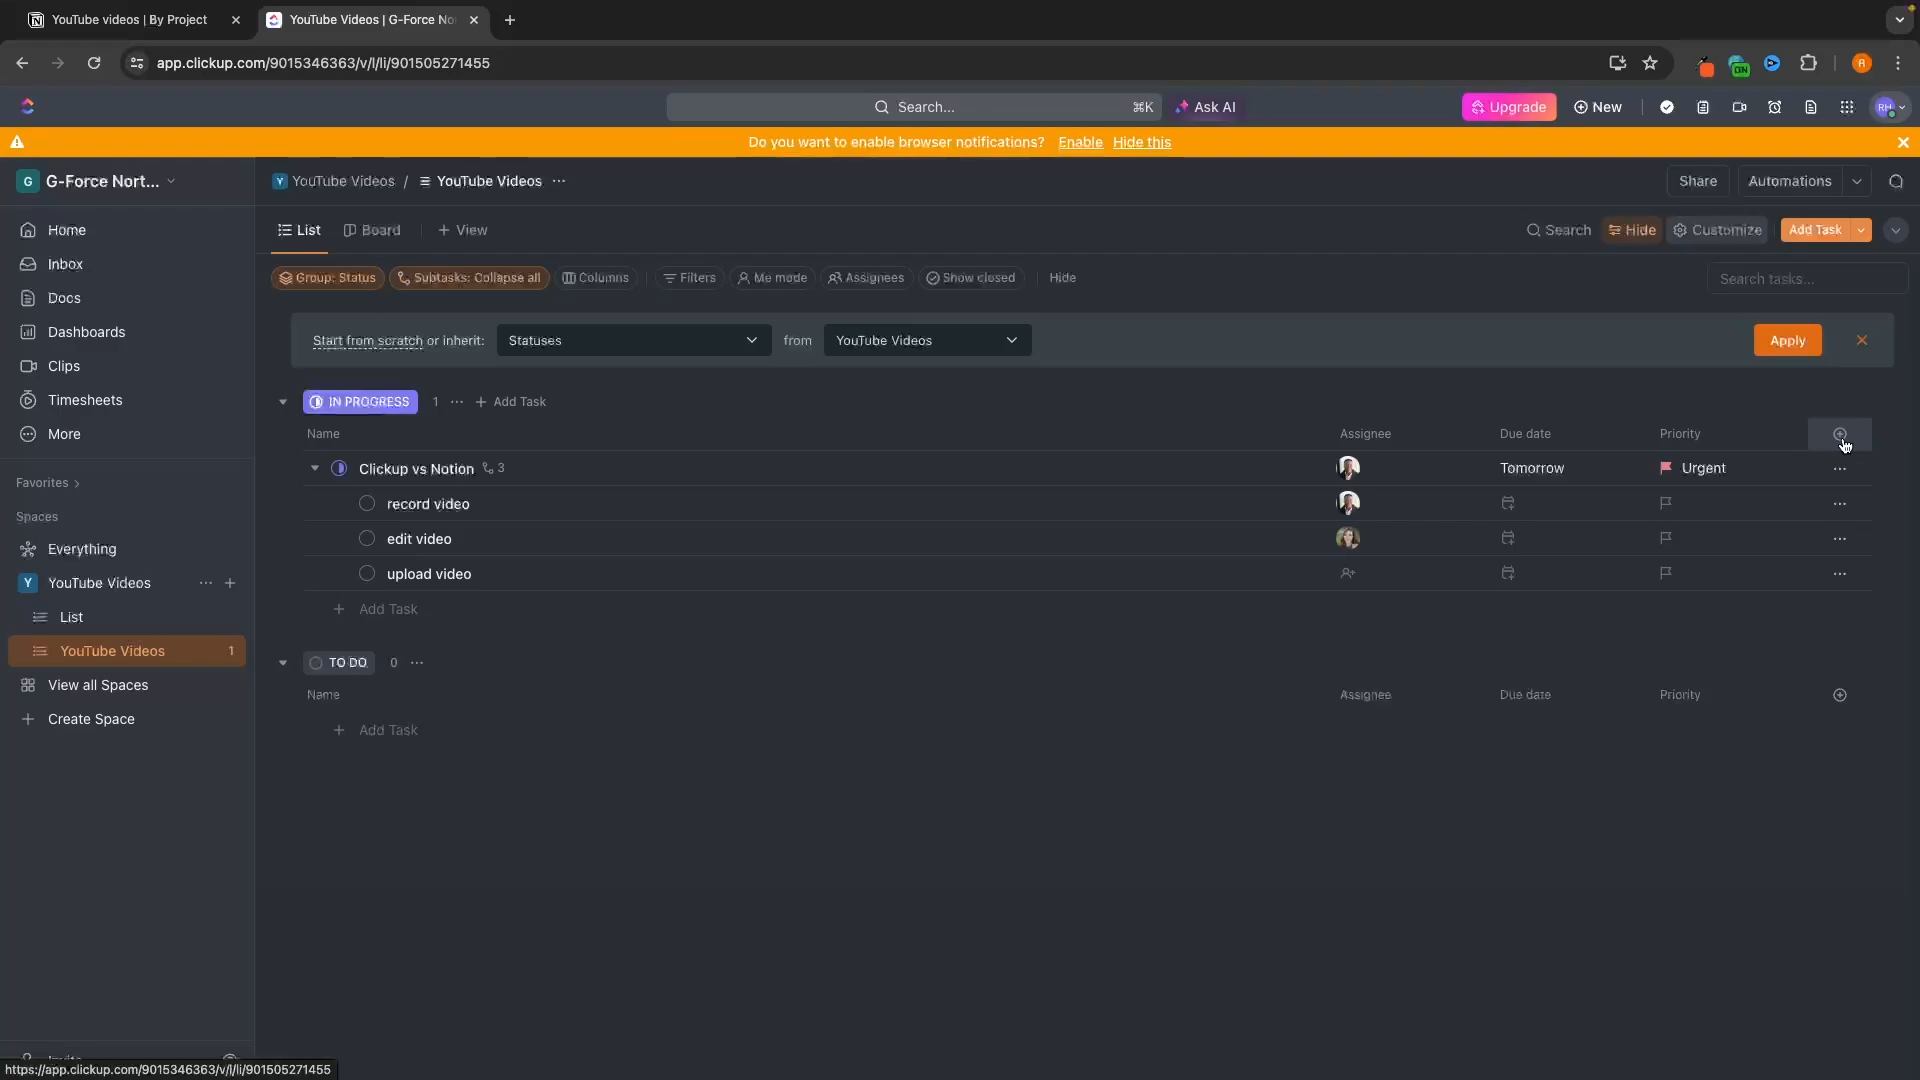 YouTube videos | By Project
YouTube Videos | G-Force No
app.clickup.com/9015346363/v/l/li/901505271455
ON
R
Search...
⌘K
Ask AI
Upgrade
New
RH
Do you want to enable browser notifications? Enable Hide this
G G-Force Nort...
Y YouTube Videos / YouTube Videos ...
Share
Automations
Home
Inbox
Docs
Dashboards
Clips
Timesheets
More
Favorites
Spaces
Everything
Y YouTube Videos ... +
List
YouTube Videos 1
View all Spaces
+ Create Space
List
Board
+ View
Search
Hide
Customize
Add Task
Group: Status
Subtasks: Collapse all
Columns
Filters
Me mode
Assignees
Show closed
Hide
Search tasks...
Start from scratch or inherit: Statuses from YouTube Videos
Apply
IN PROGRESS 1 ... + Add Task
Name Assignee Due date Priority
Clickup vs Notion 3 Tomorrow Urgent ...
record video ...
edit video ...
upload video ...
+ Add Task
TO DO 0 ...
Name Assignee Due date Priority
+ Add Task
https://app.clickup.com/9015346363/v/l/li/901505271455